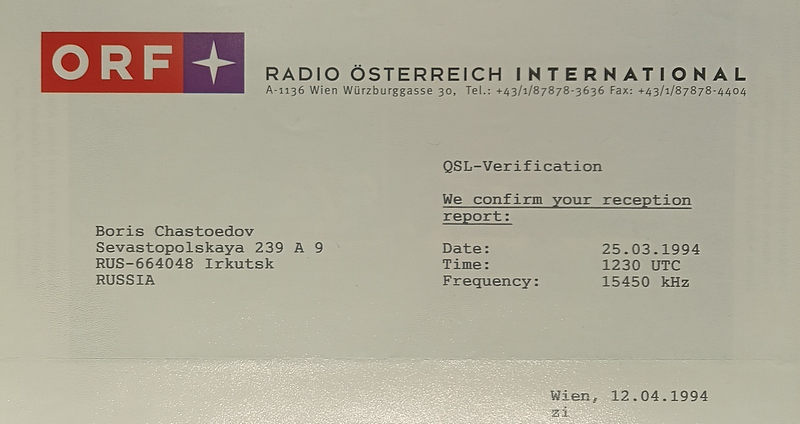 ORF
RADIO ÖSTERREICH INTERNATIONAL
A-1136 Wien Würzburggasse 30, Tel.: +43/1/87878-3636 Fax: +43/1/87878-4404
QSL-Verification
We confirm your reception
report:
Boris Chastoedov
Sevastopolskaya 239 A 9
RUS-664048 Irkutsk
RUSSIA
Date: 25.03.1994
Time: 1230 UTC
Frequency: 15450 kHz
Wien, 12.04.1994
zi